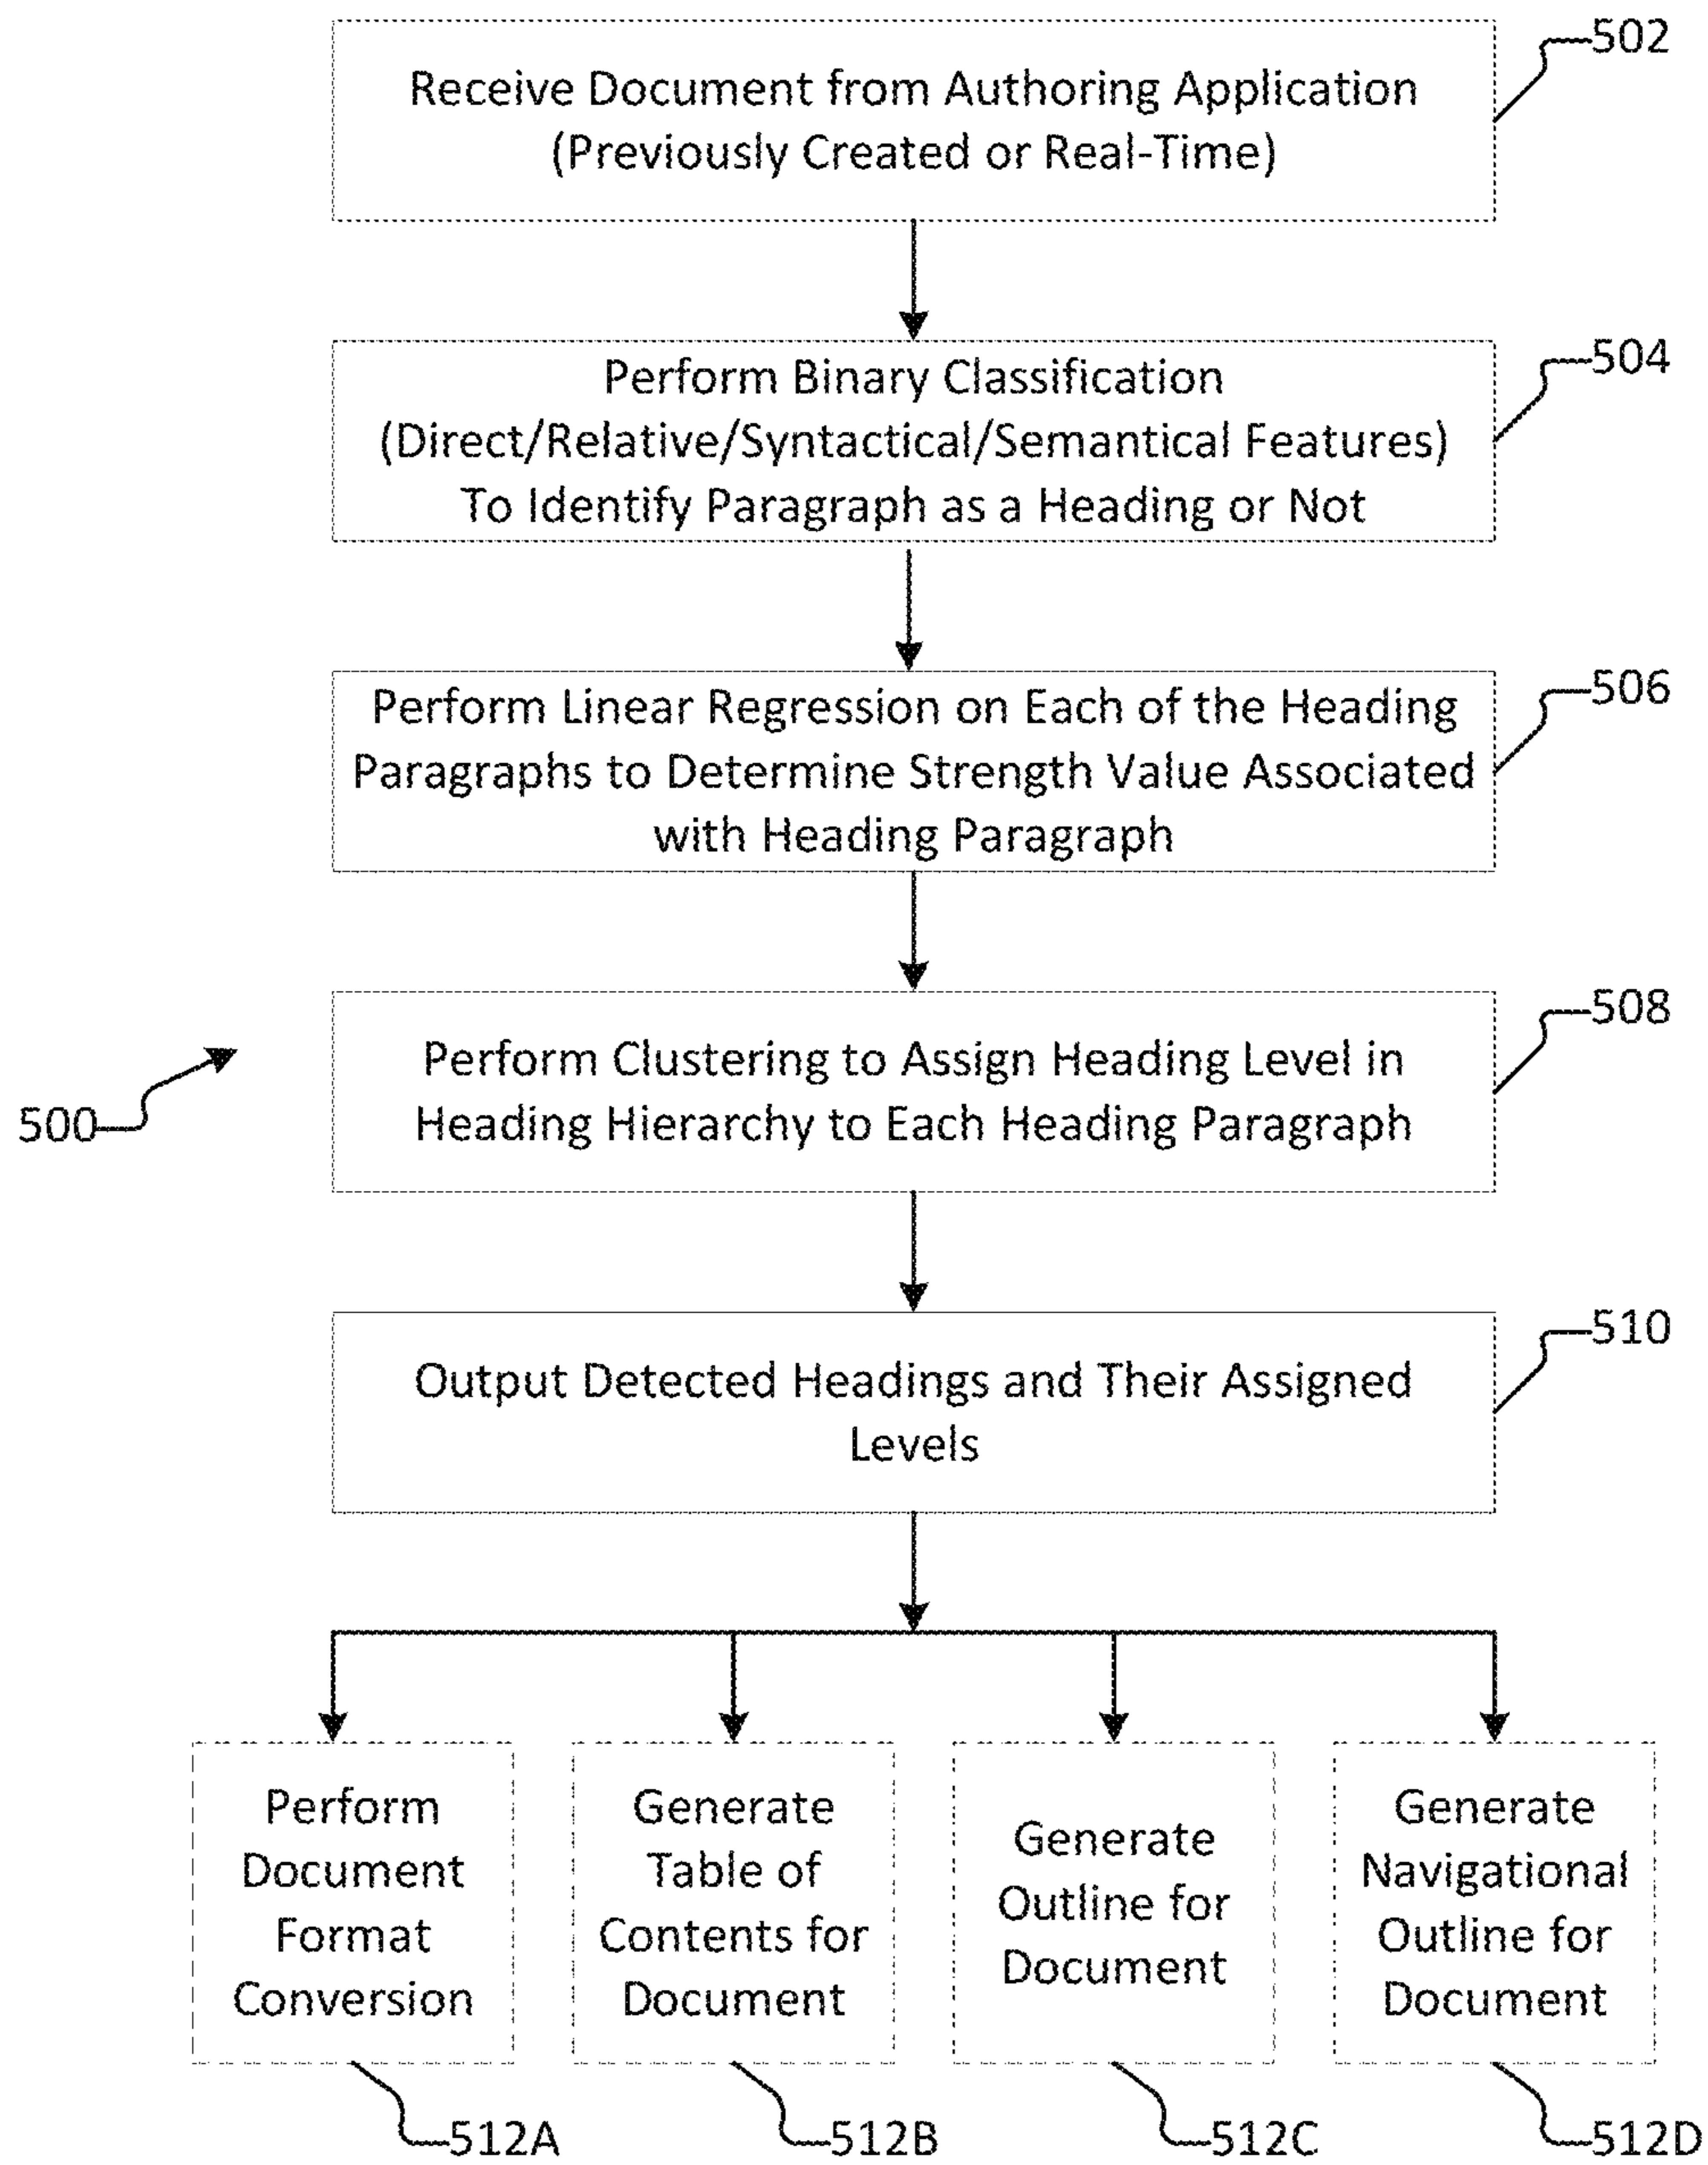 502
Receive Document from Authoring Application
(Previously Created or Real-Time)
504
Perform Binary Classification
(Direct/Relative/Syntactical/Semantical Features)
To Identify Paragraph as a Heading or Not
506
Perform Linear Regression on Each of the Heading
Paragraphs to Determine Strength Value Associated
with Heading Paragraph
508
Perform Clustering to Assign Heading Level in
Heading Hierarchy to Each Heading Paragraph
500
510
Output Detected Headings and Their Assigned
Levels
Perform
Document
Format
Conversion
Generate
Table of
Contents for
Document
Generate
Outline for
Document
Generate
Navigational
Outline for
Document
512A
512B
512C
512D